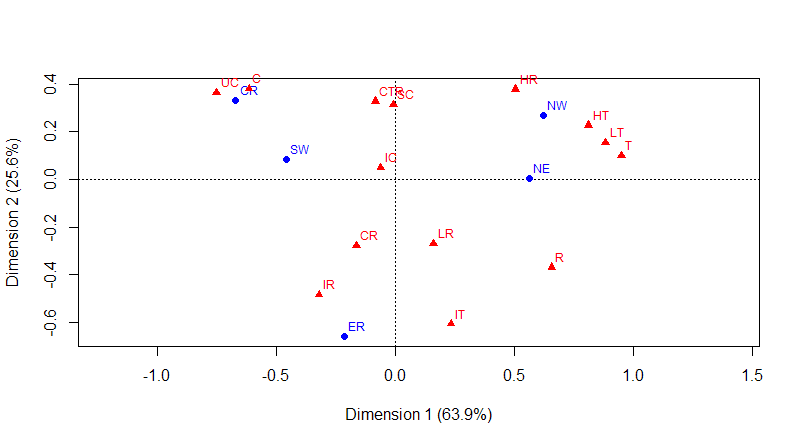 0.4
0.2
0.0
-0.2
-0.4
-0.6
Dimension 2 (25.6%)
UC
C
GR
CTR
SC
HR
NW
HT
LT
T
SW
IC
NE
CR
LR
R
IR
IT
ER
-1.0
-0.5
0.0
0.5
1.0
1.5
Dimension 1 (63.9%)